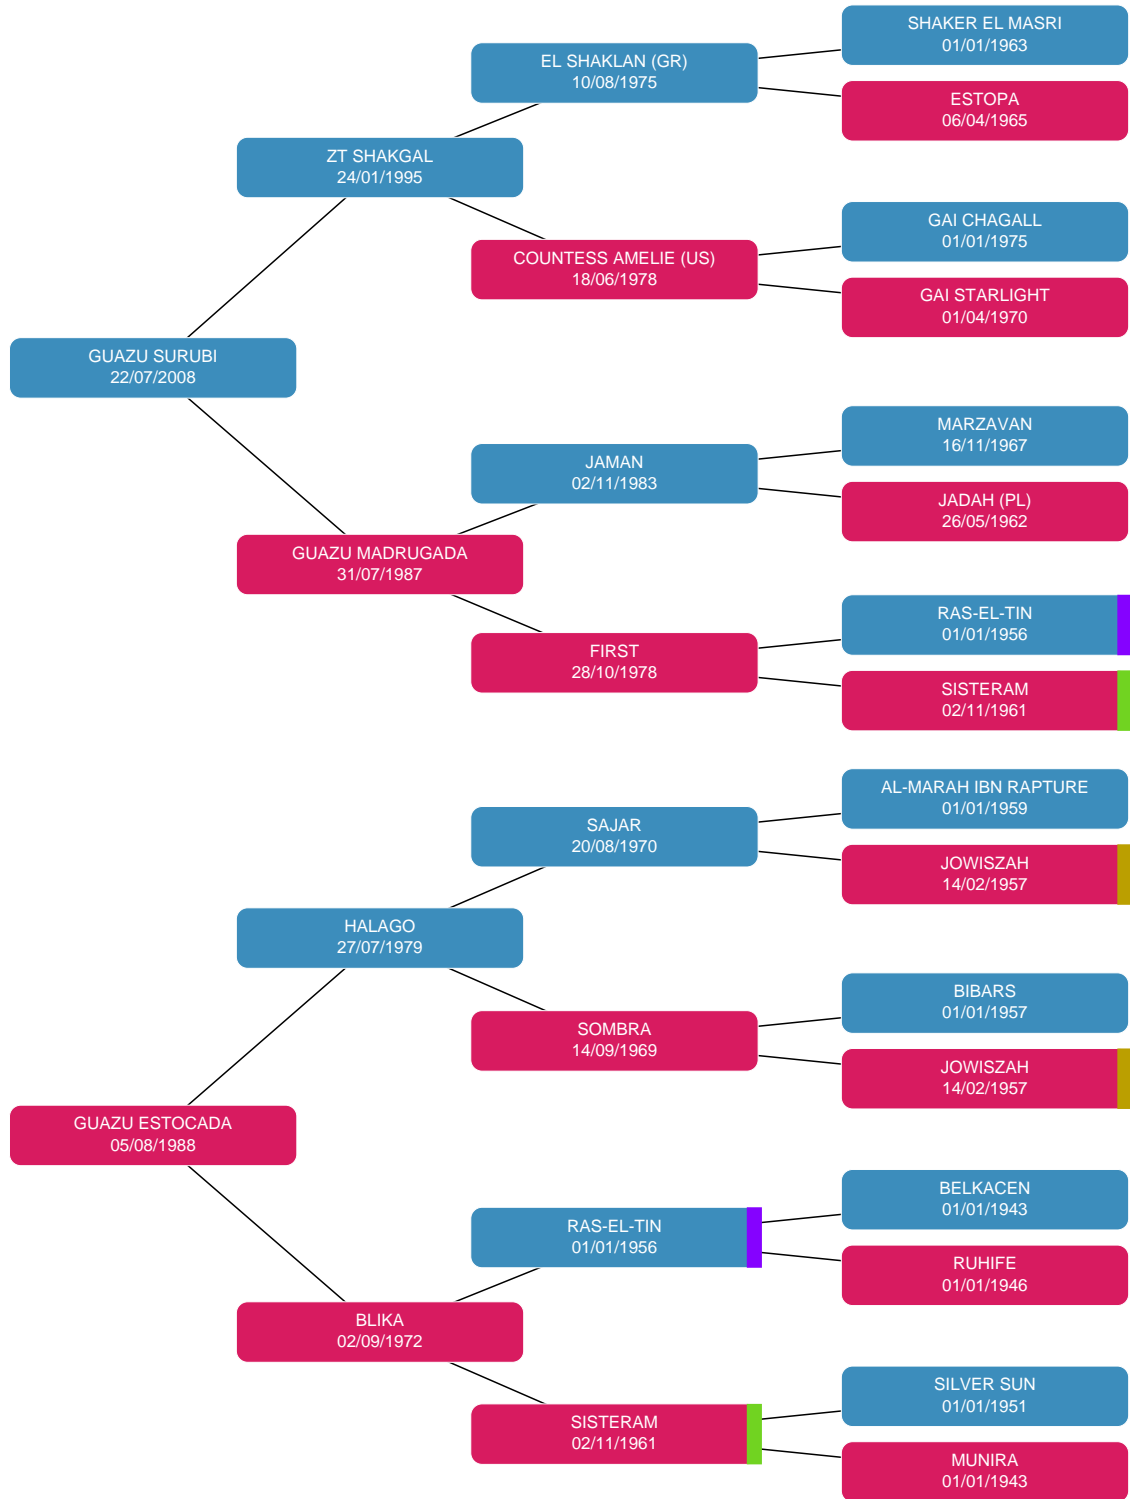 SHAKER EL MASRI
01/01/1963
EL SHAKLAN (GR)
10/08/1975
ESTOPA
06/04/1965
ZT SHAKGAL
24/01/1995
GAI CHAGALL
01/01/1975
COUNTESS AMELIE (US)
18/06/1978
GAI STARLIGHT
01/04/1970
GUAZU SURUBI
22/07/2008
MARZAVAN
16/11/1967
JAMAN
02/11/1983
JADAH (PL)
26/05/1962
GUAZU MADRUGADA
31/07/1987
RAS-EL-TIN
01/01/1956
FIRST
28/10/1978
SISTERAM
02/11/1961
AL-MARAH IBN RAPTURE
01/01/1959
SAJAR
20/08/1970
JOWISZAH
14/02/1957
HALAGO
27/07/1979
BIBARS
01/01/1957
SOMBRA
14/09/1969
JOWISZAH
14/02/1957
GUAZU ESTOCADA
05/08/1988
BELKACEN
01/01/1943
RAS-EL-TIN
01/01/1956
RUHIFE
01/01/1946
BLIKA
02/09/1972
SILVER SUN
01/01/1951
SISTERAM
02/11/1961
MUNIRA
01/01/1943